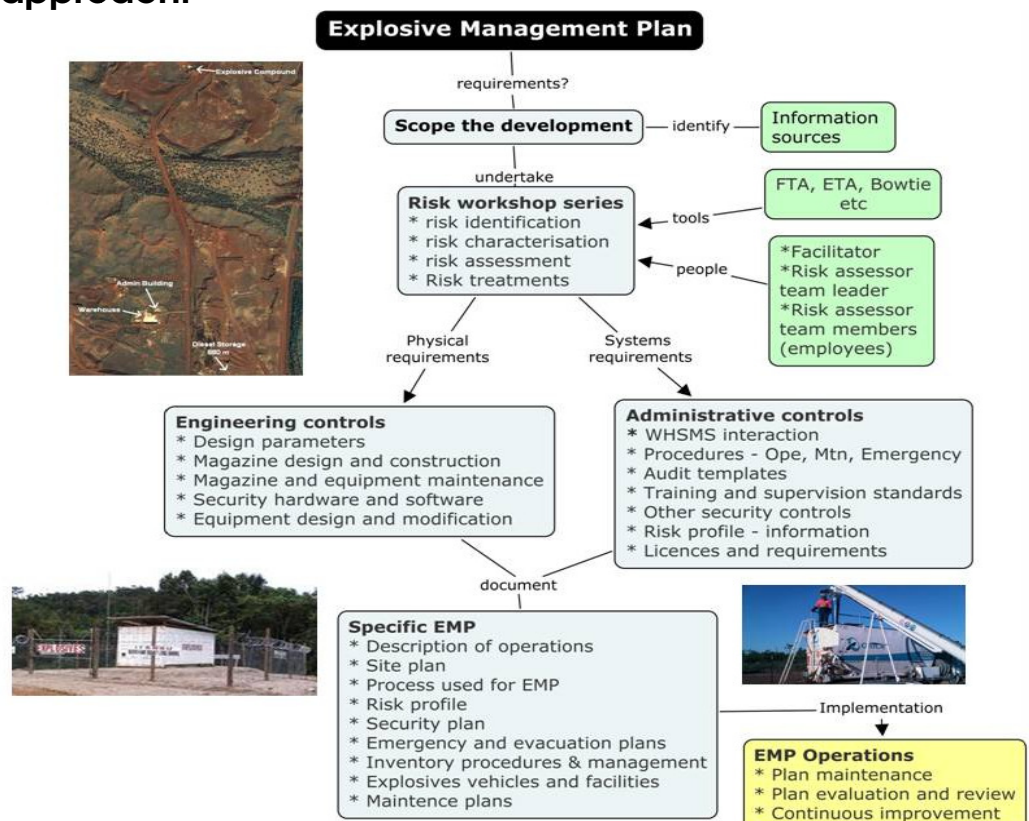 Explosive Management Plan
Explosive Compound
requirements?
Scope the development
identify
Information
sources
undertake
Risk workshop series
* risk identification
* risk characterisation
* risk assessment
* Risk treatments
FTA, ETA, Bowtie
etc
tools
people
*Facilitator
*Risk assessor
team leader
*Risk assessor
team members
(employees)
Admin Building
Warehouse
Diesel Storage
Physical
requirements
Systems
requirements
Engineering controls
* Design parameters
* Magazine design and construction
* Magazine and equipment maintenance
* Security hardware and software
* Equipment design and modification
Administrative controls
* WHSMS interaction
* Procedures - Ope, Mtn, Emergency
* Audit templates
* Training and supervision standards
* Other security controls
* Risk profile - information
* Licences and requirements
document
EXPLOSIVES
Specific EMP
* Description of operations
* Site plan
* Process used for EMP
* Risk profile
* Security plan
* Emergency and evacuation plans
* Inventory procedures & management
* Explosives vehicles and facilities
* Maintence plans
Implementation
EMP Operations
* Plan maintenance
* Plan evaluation and review
* Continuous improvement